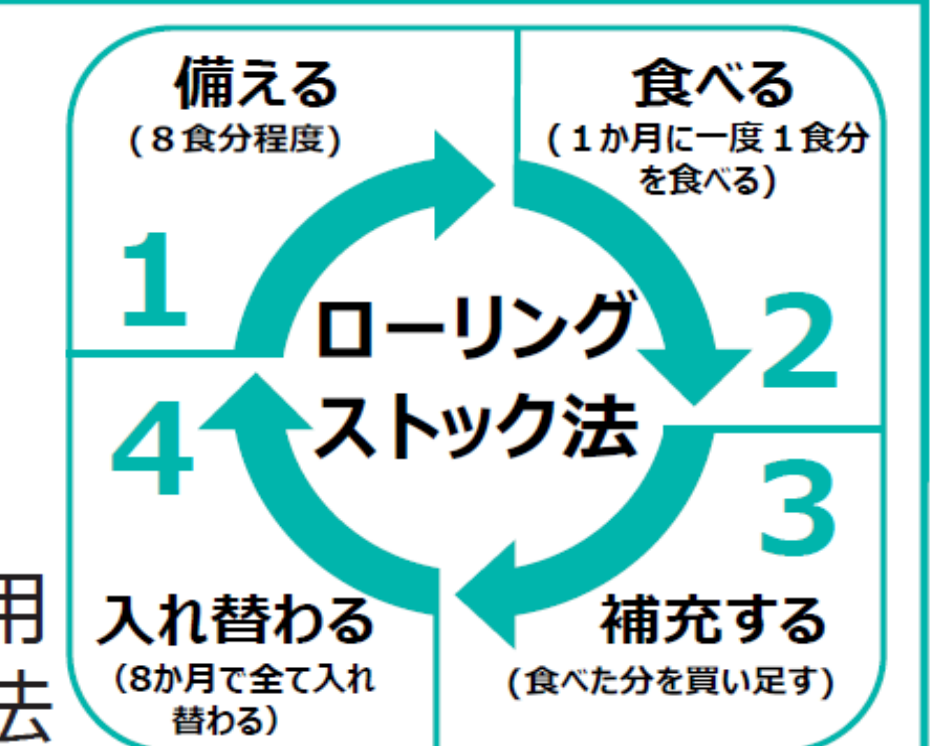 備える
(８食分程度)
1
食べる
(１か月に一度１食分
を食べる)
2
ローリング
ストック法
3
補充する
(食べた分を買い足す)
4
入れ替わる
(8か月で全て入れ
替わる)
用
法